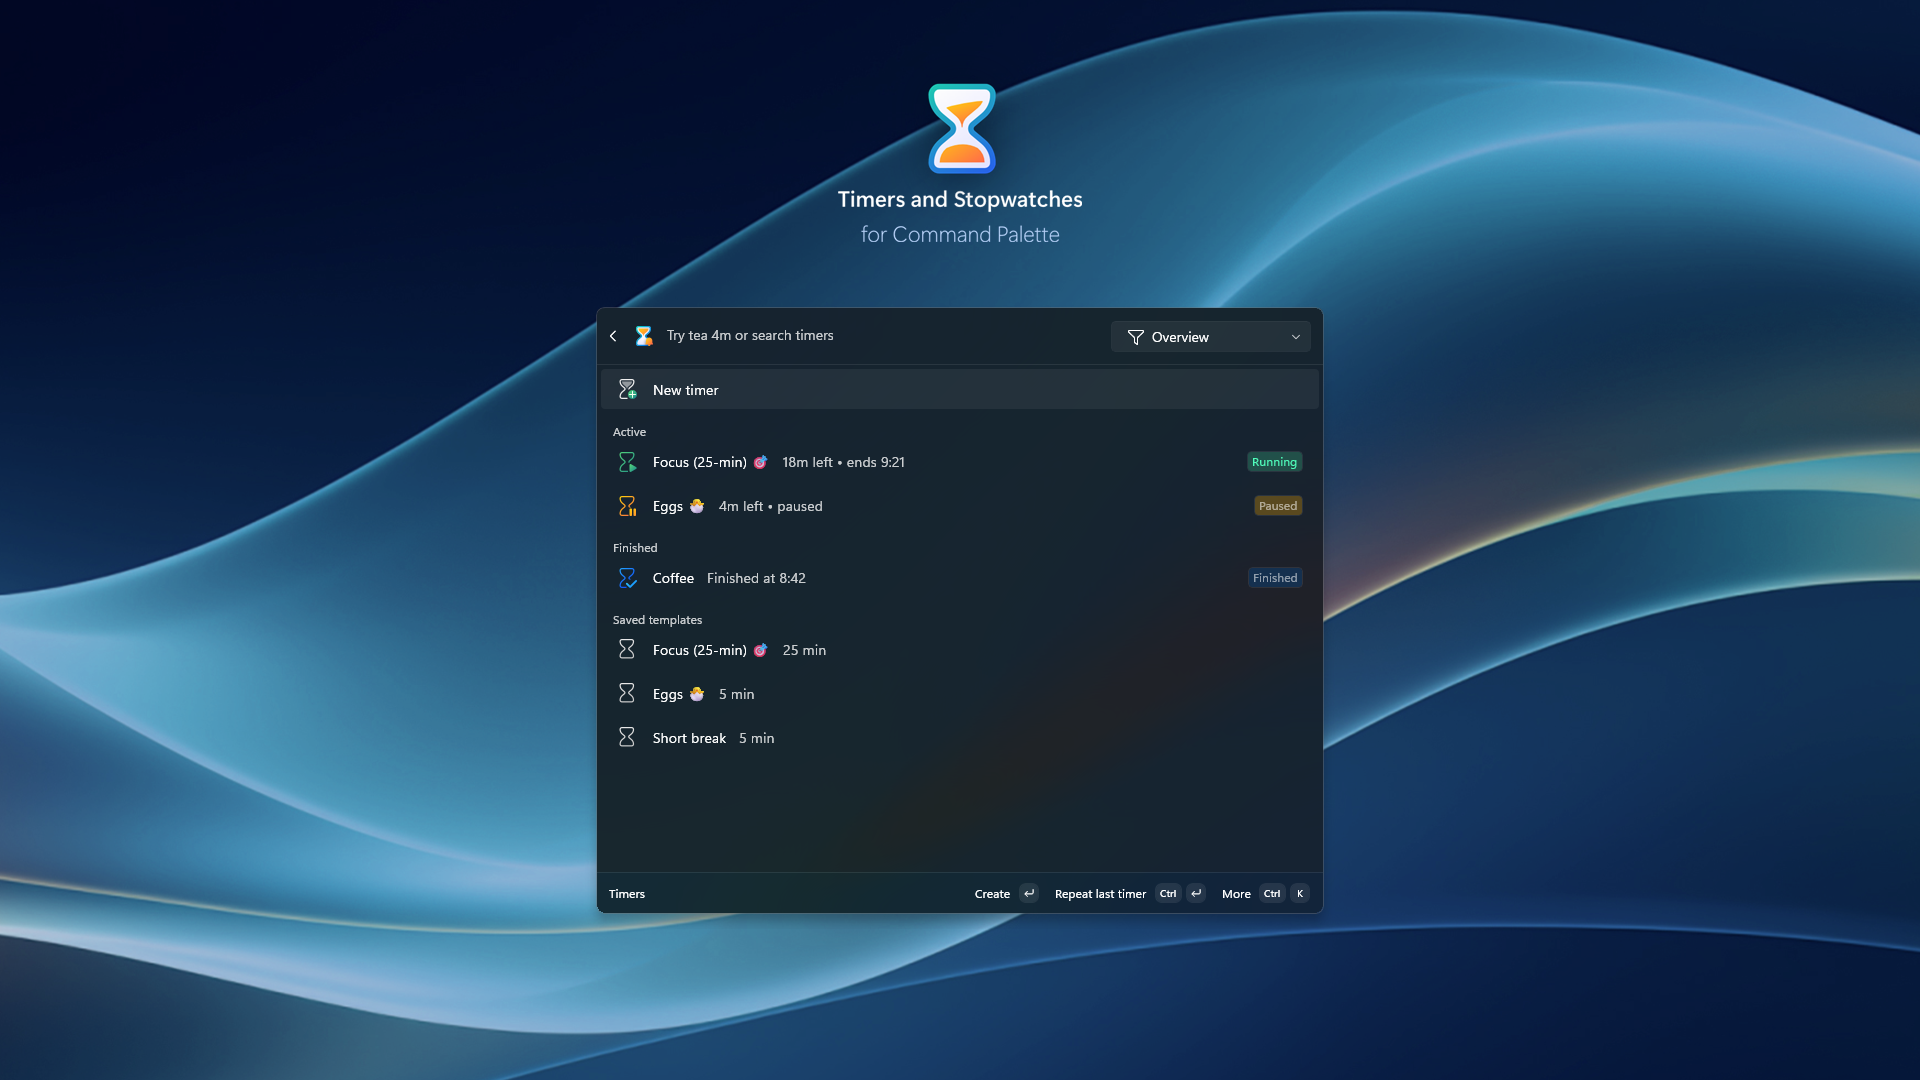 Timers and Stopwatches
for Command Palette
Try tea 4m or search timers
Overview
New timer
Active
Focus (25-min) 🎯 18m left • ends 9:21 Running
Eggs 🐣 4m left • paused Paused
Finished
Coffee Finished at 8:42 Finished
Saved templates
Focus (25-min) 🎯 25 min
Eggs 🐣 5 min
Short break 5 min
Timers Create ↵ Repeat last timer Ctrl ↵ More Ctrl K